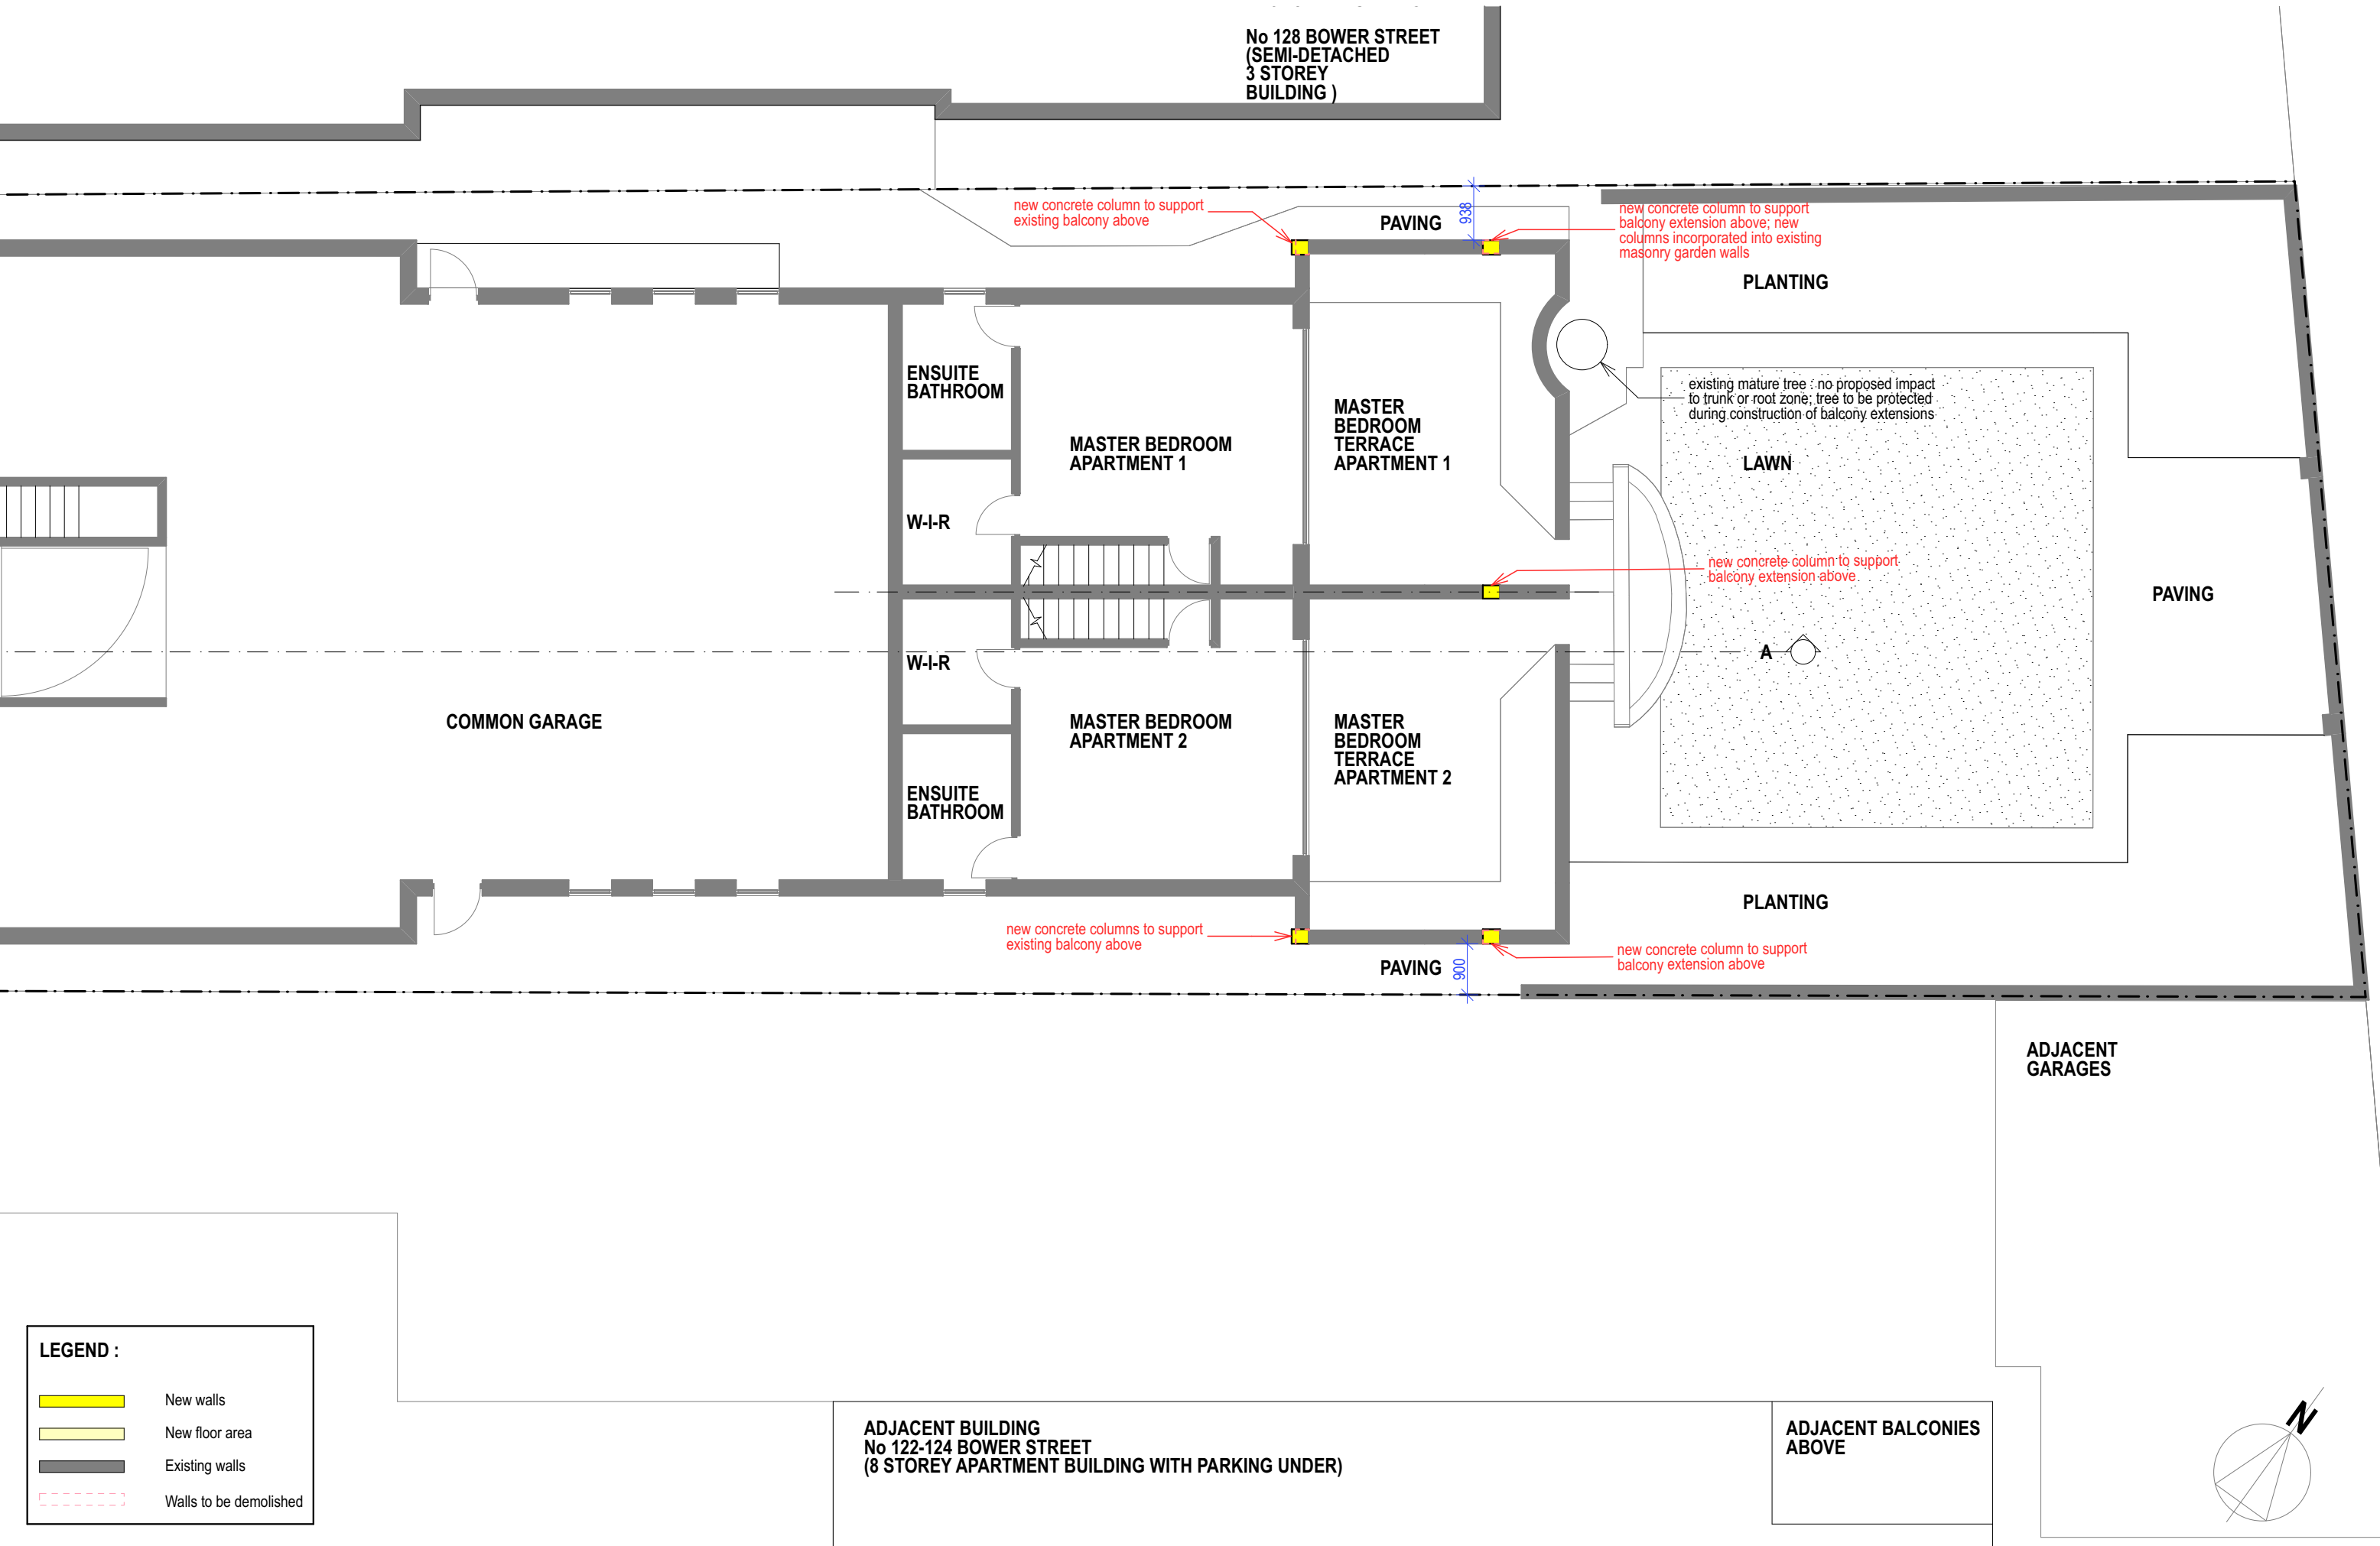 No 128 BOWER STREET
(SEMI-DETACHED
3 STOREY
BUILDING )
new concrete column to support
existing balcony above
PAVING
938
new concrete column to support
balcony extension above; new
columns incorporated into existing
masonry garden walls
PLANTING
ENSUITE
BATHROOM
MASTER BEDROOM
APARTMENT 1
MASTER
BEDROOM
TERRACE
APARTMENT 1
existing mature tree : no proposed impact
to trunk or root zone; tree to be protected
during construction of balcony extensions
LAWN
W-I-R
new concrete column to support
balcony extension above
PAVING
W-I-R
A
COMMON GARAGE
MASTER BEDROOM
APARTMENT 2
MASTER
BEDROOM
TERRACE
APARTMENT 2
ENSUITE
BATHROOM
PLANTING
new concrete columns to support
existing balcony above
PAVING
900
new concrete column to support
balcony extension above
ADJACENT
GARAGES
LEGEND :
New walls
New floor area
Existing walls
Walls to be demolished
ADJACENT BUILDING
No 122-124 BOWER STREET
(8 STOREY APARTMENT BUILDING WITH PARKING UNDER)
ADJACENT BALCONIES
ABOVE
N